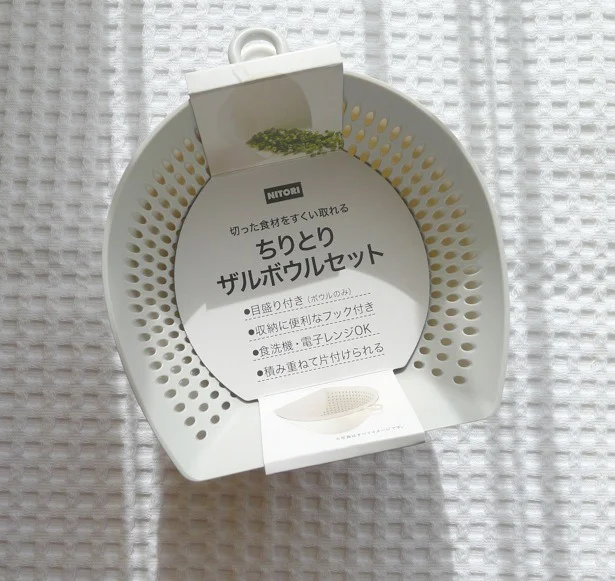 NITORI
切った食材をすくい取れる
ちりとり
ザルボウルセット
●目盛り付き（ボウルのみ）
●収納に便利なフック付き
●食洗機・電子レンジOK
●積み重ねて片付けられる